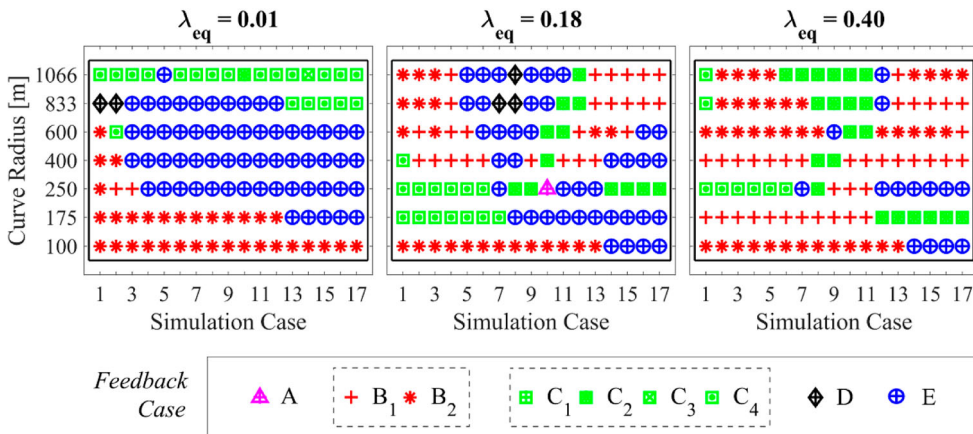 λeq = 0.01 λeq = 0.18 λeq = 0.40
Curve Radius [m]
1066
833
600
400
250
175
100
1 3 5 7 9 11 13 15 17 1 3 5 7 9 11 13 15 17 1 3 5 7 9 11 13 15 17
Simulation Case Simulation Case Simulation Case
Feedback
Case
A B1 B2 C1 C2 C3 C4 D E